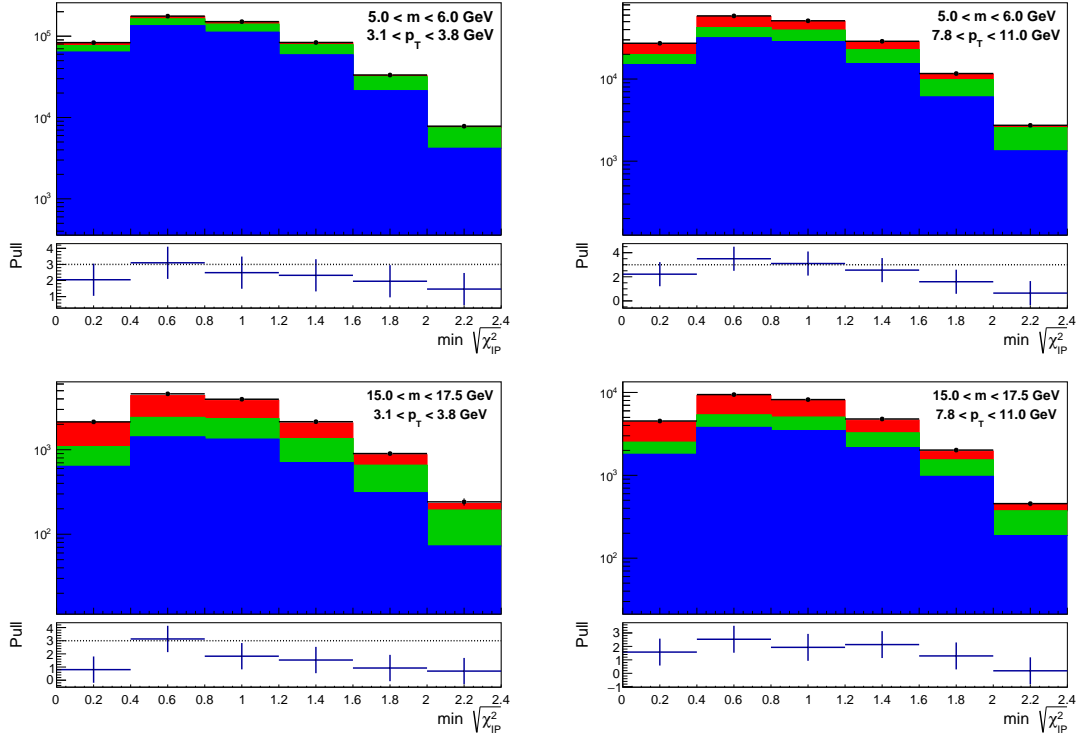 5.0 < m < 6.0 GeV
3.1 < p_T < 3.8 GeV
10^5
10^4
10^3
Pull
4
3
2
1
0 0.2 0.4 0.6 0.8 1 1.2 1.4 1.6 1.8 2 2.2 2.4
min √χ²_IP
5.0 < m < 6.0 GeV
7.8 < p_T < 11.0 GeV
10^4
10^3
Pull
4
2
0
0 0.2 0.4 0.6 0.8 1 1.2 1.4 1.6 1.8 2 2.2 2.4
min √χ²_IP
15.0 < m < 17.5 GeV
3.1 < p_T < 3.8 GeV
10^3
10^2
Pull
4
3
2
1
0
0 0.2 0.4 0.6 0.8 1 1.2 1.4 1.6 1.8 2 2.2 2.4
min √χ²_IP
15.0 < m < 17.5 GeV
7.8 < p_T < 11.0 GeV
10^4
10^3
10^2
Pull
3
2
1
0
−1
0 0.2 0.4 0.6 0.8 1 1.2 1.4 1.6 1.8 2 2.2 2.4
min √χ²_IP